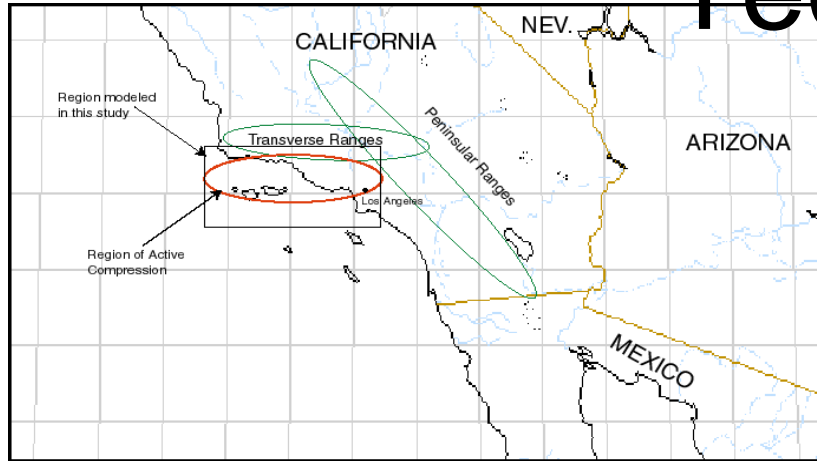 NEV.
CALIFORNIA
Region modeled
in this study
Transverse Ranges
Peninsular Ranges
ARIZONA
Los Angeles
Region of Active
Compression
MEXICO